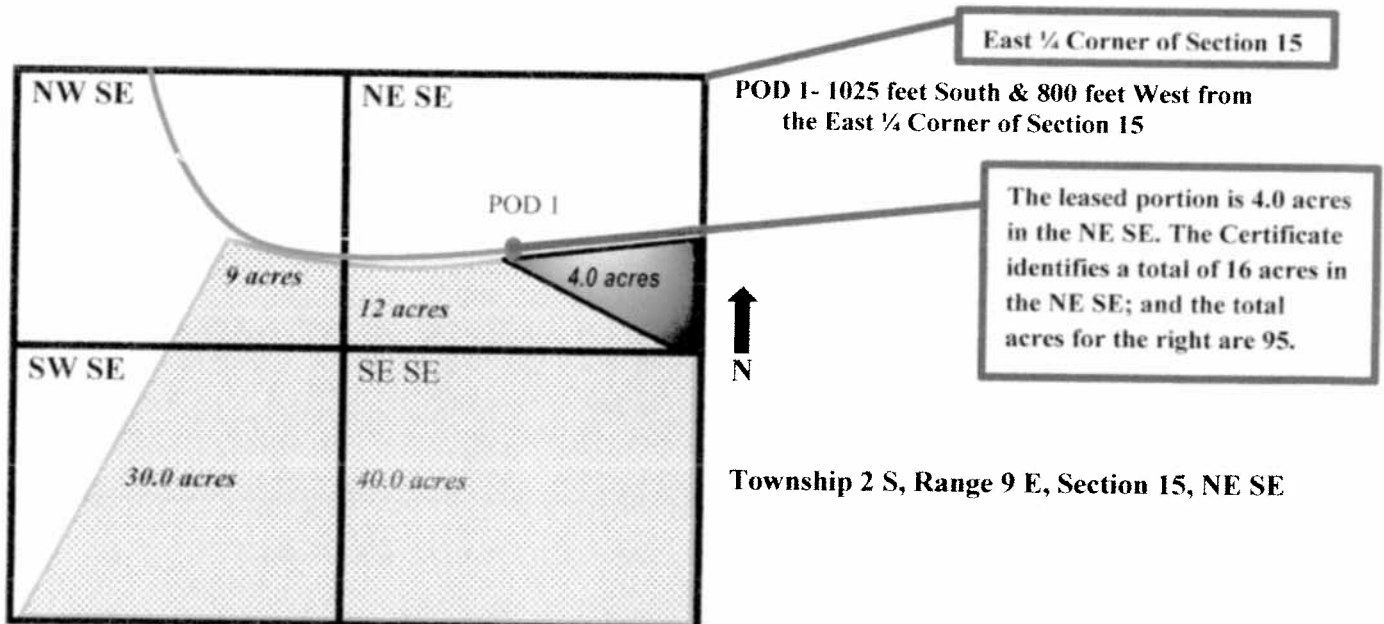 East ¼ Corner of Section 15
NW SE
NE SE
POD 1- 1025 feet South & 800 feet West from
the East ¼ Corner of Section 15
POD 1
The leased portion is 4.0 acres
in the NE SE. The Certificate
identifies a total of 16 acres in
the NE SE; and the total
acres for the right are 95.
9 acres
4.0 acres
12 acres
SW SE
SE SE
N
30.0 acres
40.0 acres
Township 2 S, Range 9 E, Section 15, NE SE